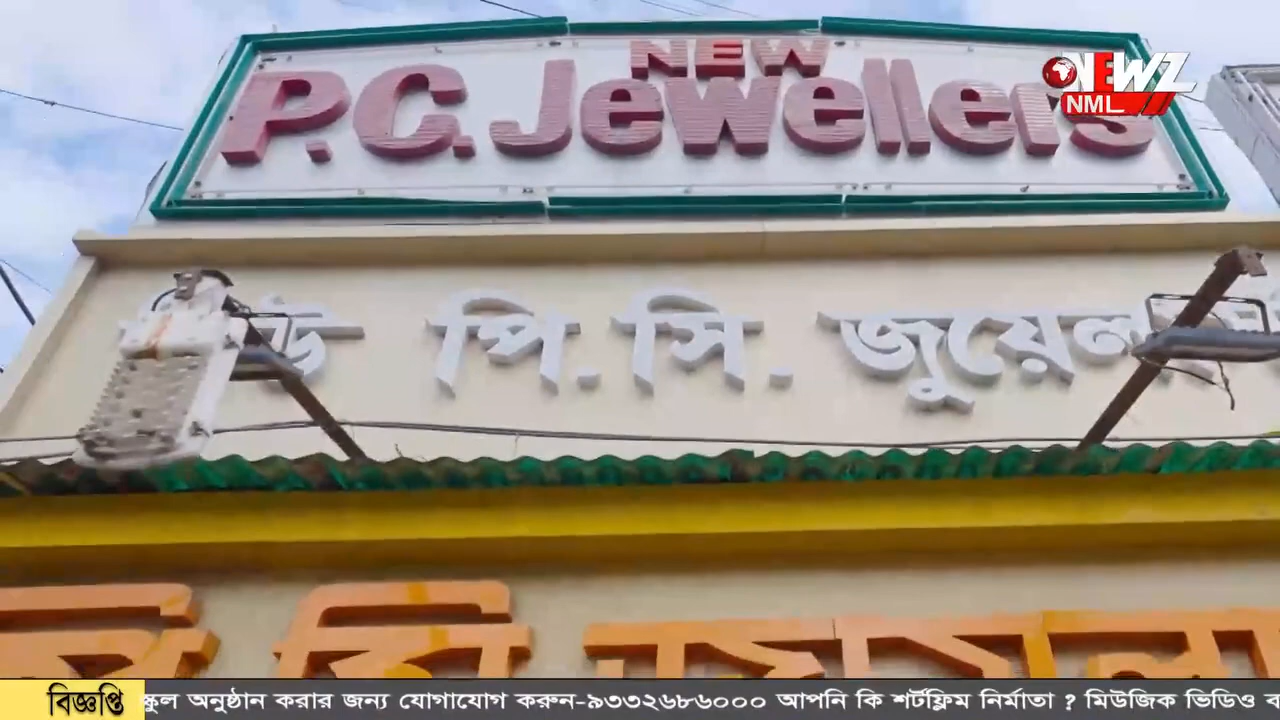 NEW
P.C. Jewellers
NEWZ
NML
উ পি. সি. জুয়েল
বিজ্ঞপ্তি
স্কুল অনুষ্ঠান করার জন্য যোগাযোগ করুন-৯৩৩২৬৮৬০০০ আপনি কি শর্টফ্লিম নির্মাতা ? মিউজিক ভিডিও